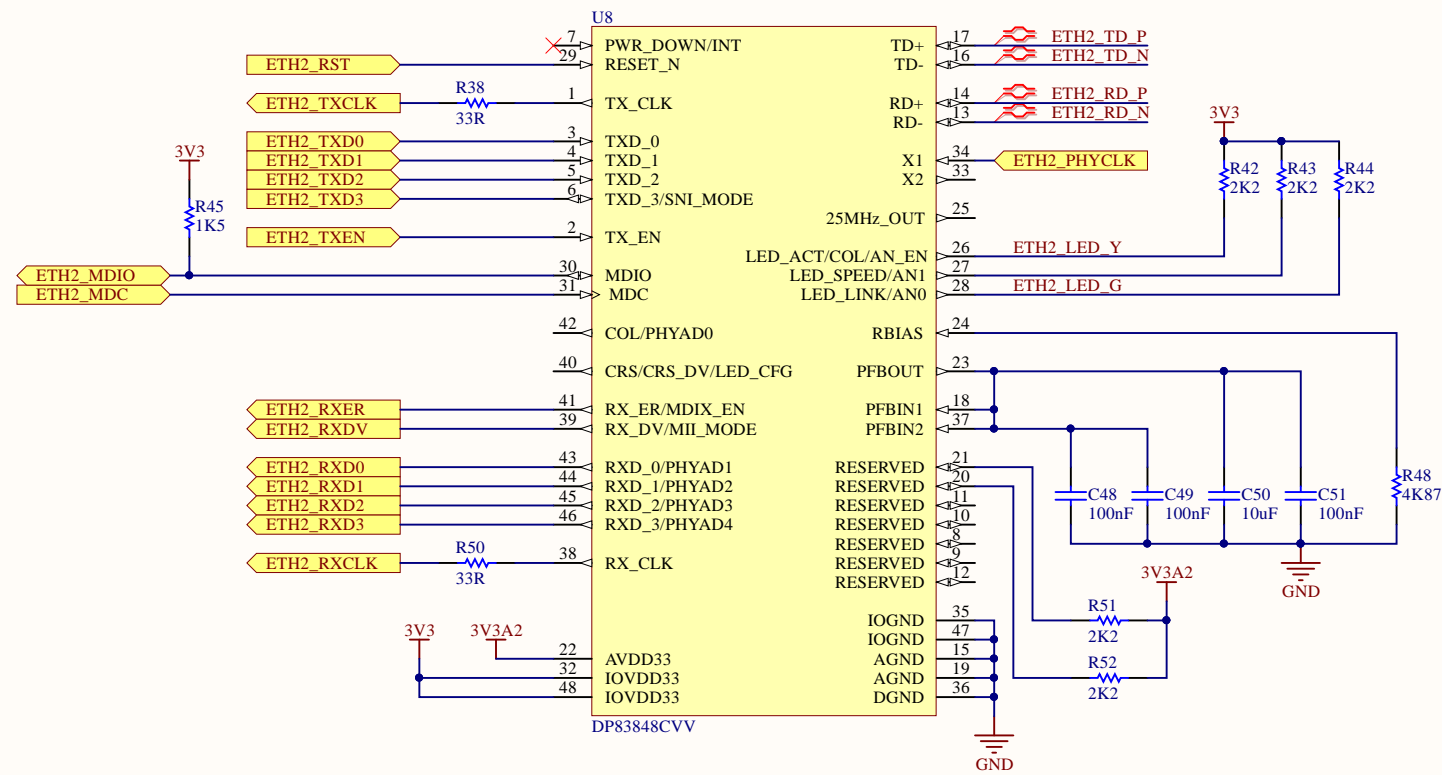 U8
7 PWR_DOWN/INT TD+ 17 ETH2_TD_P
ETH2_RST 29 RESET_N TD- 16 ETH2_TD_N
ETH2_TXCLK R38 33R 1 TX_CLK RD+ 14 ETH2_RD_P
RD- 13 ETH2_RD_N
ETH2_TXD0 3 TXD_0
ETH2_TXD1 4 TXD_1 X1 34 ETH2_PHYCLK
ETH2_TXD2 5 TXD_2 X2 33
ETH2_TXD3 6 TXD_3/SNI_MODE
25MHz_OUT 25
ETH2_TXEN 2 TX_EN
LED_ACT/COL/AN_EN 26 ETH2_LED_Y
3V3
R45
1K5
ETH2_MDIO 30 MDIO LED_SPEED/AN1 27
ETH2_MDC 31 MDC LED_LINK/AN0 28 ETH2_LED_G
3V3
R42 R43 R44
2K2 2K2 2K2
42 COL/PHYAD0 RBIAS 24
40 CRS/CRS_DV/LED_CFG PFBOUT 23
ETH2_RXER 41 RX_ER/MDIX_EN PFBIN1 18
ETH2_RXDV 39 RX_DV/MII_MODE PFBIN2 37
ETH2_RXD0 43 RXD_0/PHYAD1 RESERVED 21
ETH2_RXD1 44 RXD_1/PHYAD2 RESERVED 20
ETH2_RXD2 45 RXD_2/PHYAD3 RESERVED 11
ETH2_RXD3 46 RXD_3/PHYAD4 RESERVED 10
RESERVED 8
ETH2_RXCLK R50 33R 38 RX_CLK RESERVED 9
RESERVED 12
C48 C49 C50 C51 R48
100nF 100nF 10uF 100nF 4K87
GND
3V3A2
R51
2K2
R52
2K2
IOGND 35
IOGND 47
3V3 3V3A2
22 AVDD33 AGND 15
32 IOVDD33 AGND 19
48 IOVDD33 DGND 36
DP83848CVV
GND